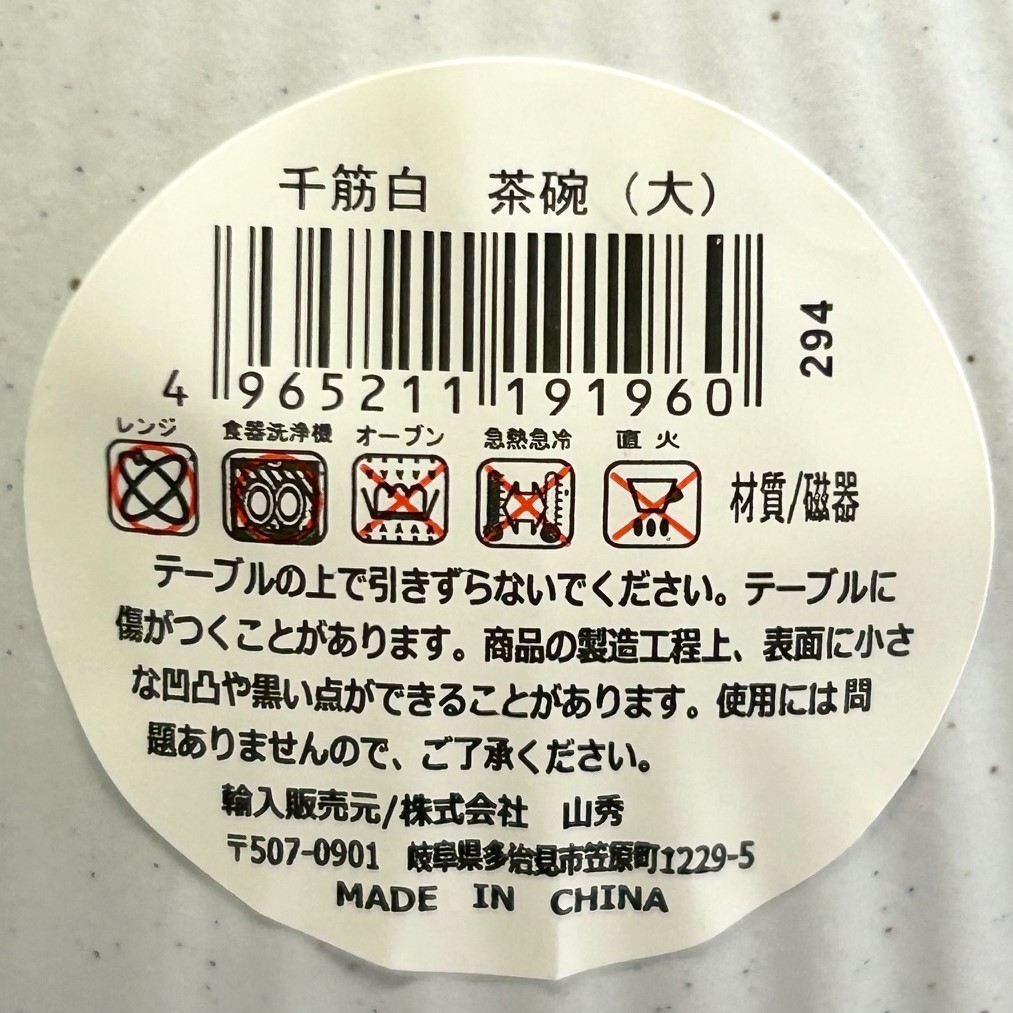 千筋白　茶碗（大）
294
4 965211 191960
レンジ 食器洗浄機 オーブン 急熱急冷 直火
材質/磁器
テーブルの上で引きずらないでください。テーブルに
傷がつくことがあります。商品の製造工程上、表面に小さ
な凹凸や黒い点ができることがあります。使用には問
題ありませんので、ご了承ください。
輸入販売元/株式会社　山秀
〒507-0901　岐阜県多治見市笠原町1229-5
MADE IN CHINA